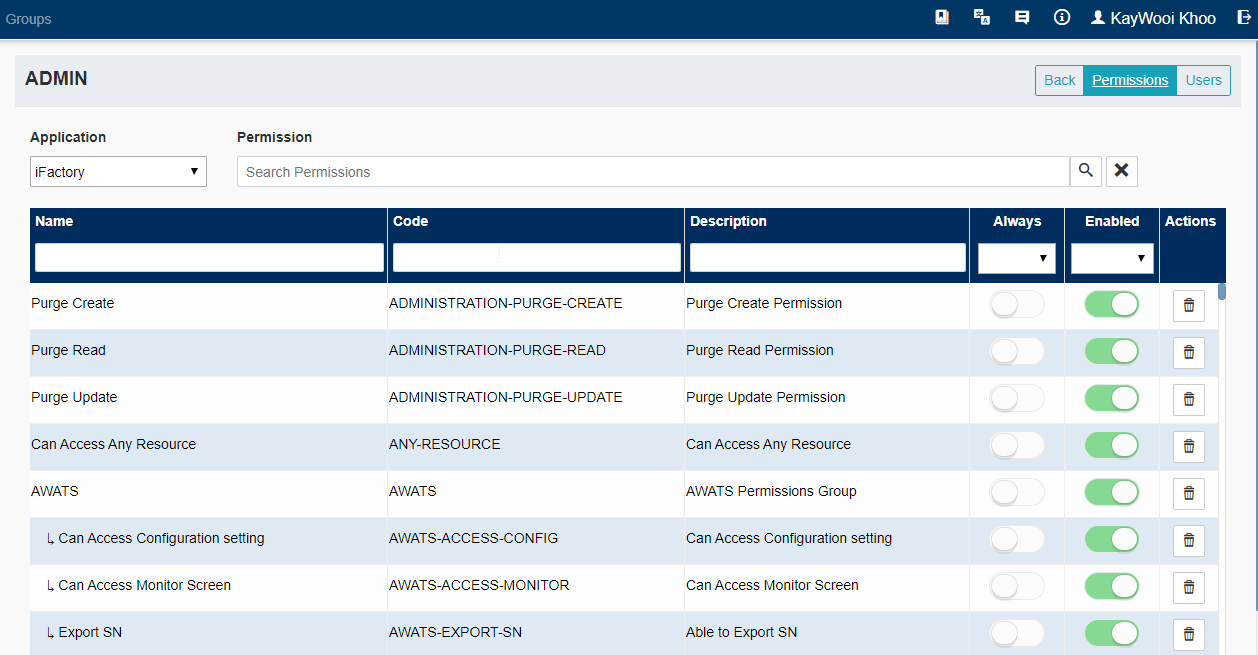 Groups
KayWooi Khoo
ADMIN
Back Permissions Users
Application Permission
iFactory Search Permissions
Name Code Description Always Enabled Actions
Purge Create ADMINISTRATION-PURGE-CREATE Purge Create Permission
Purge Read ADMINISTRATION-PURGE-READ Purge Read Permission
Purge Update ADMINISTRATION-PURGE-UPDATE Purge Update Permission
Can Access Any Resource ANY-RESOURCE Can Access Any Resource
AWATS AWATS AWATS Permissions Group
↳ Can Access Configuration setting AWATS-ACCESS-CONFIG Can Access Configuration setting
↳ Can Access Monitor Screen AWATS-ACCESS-MONITOR Can Access Monitor Screen
↳ Export SN AWATS-EXPORT-SN Able to Export SN